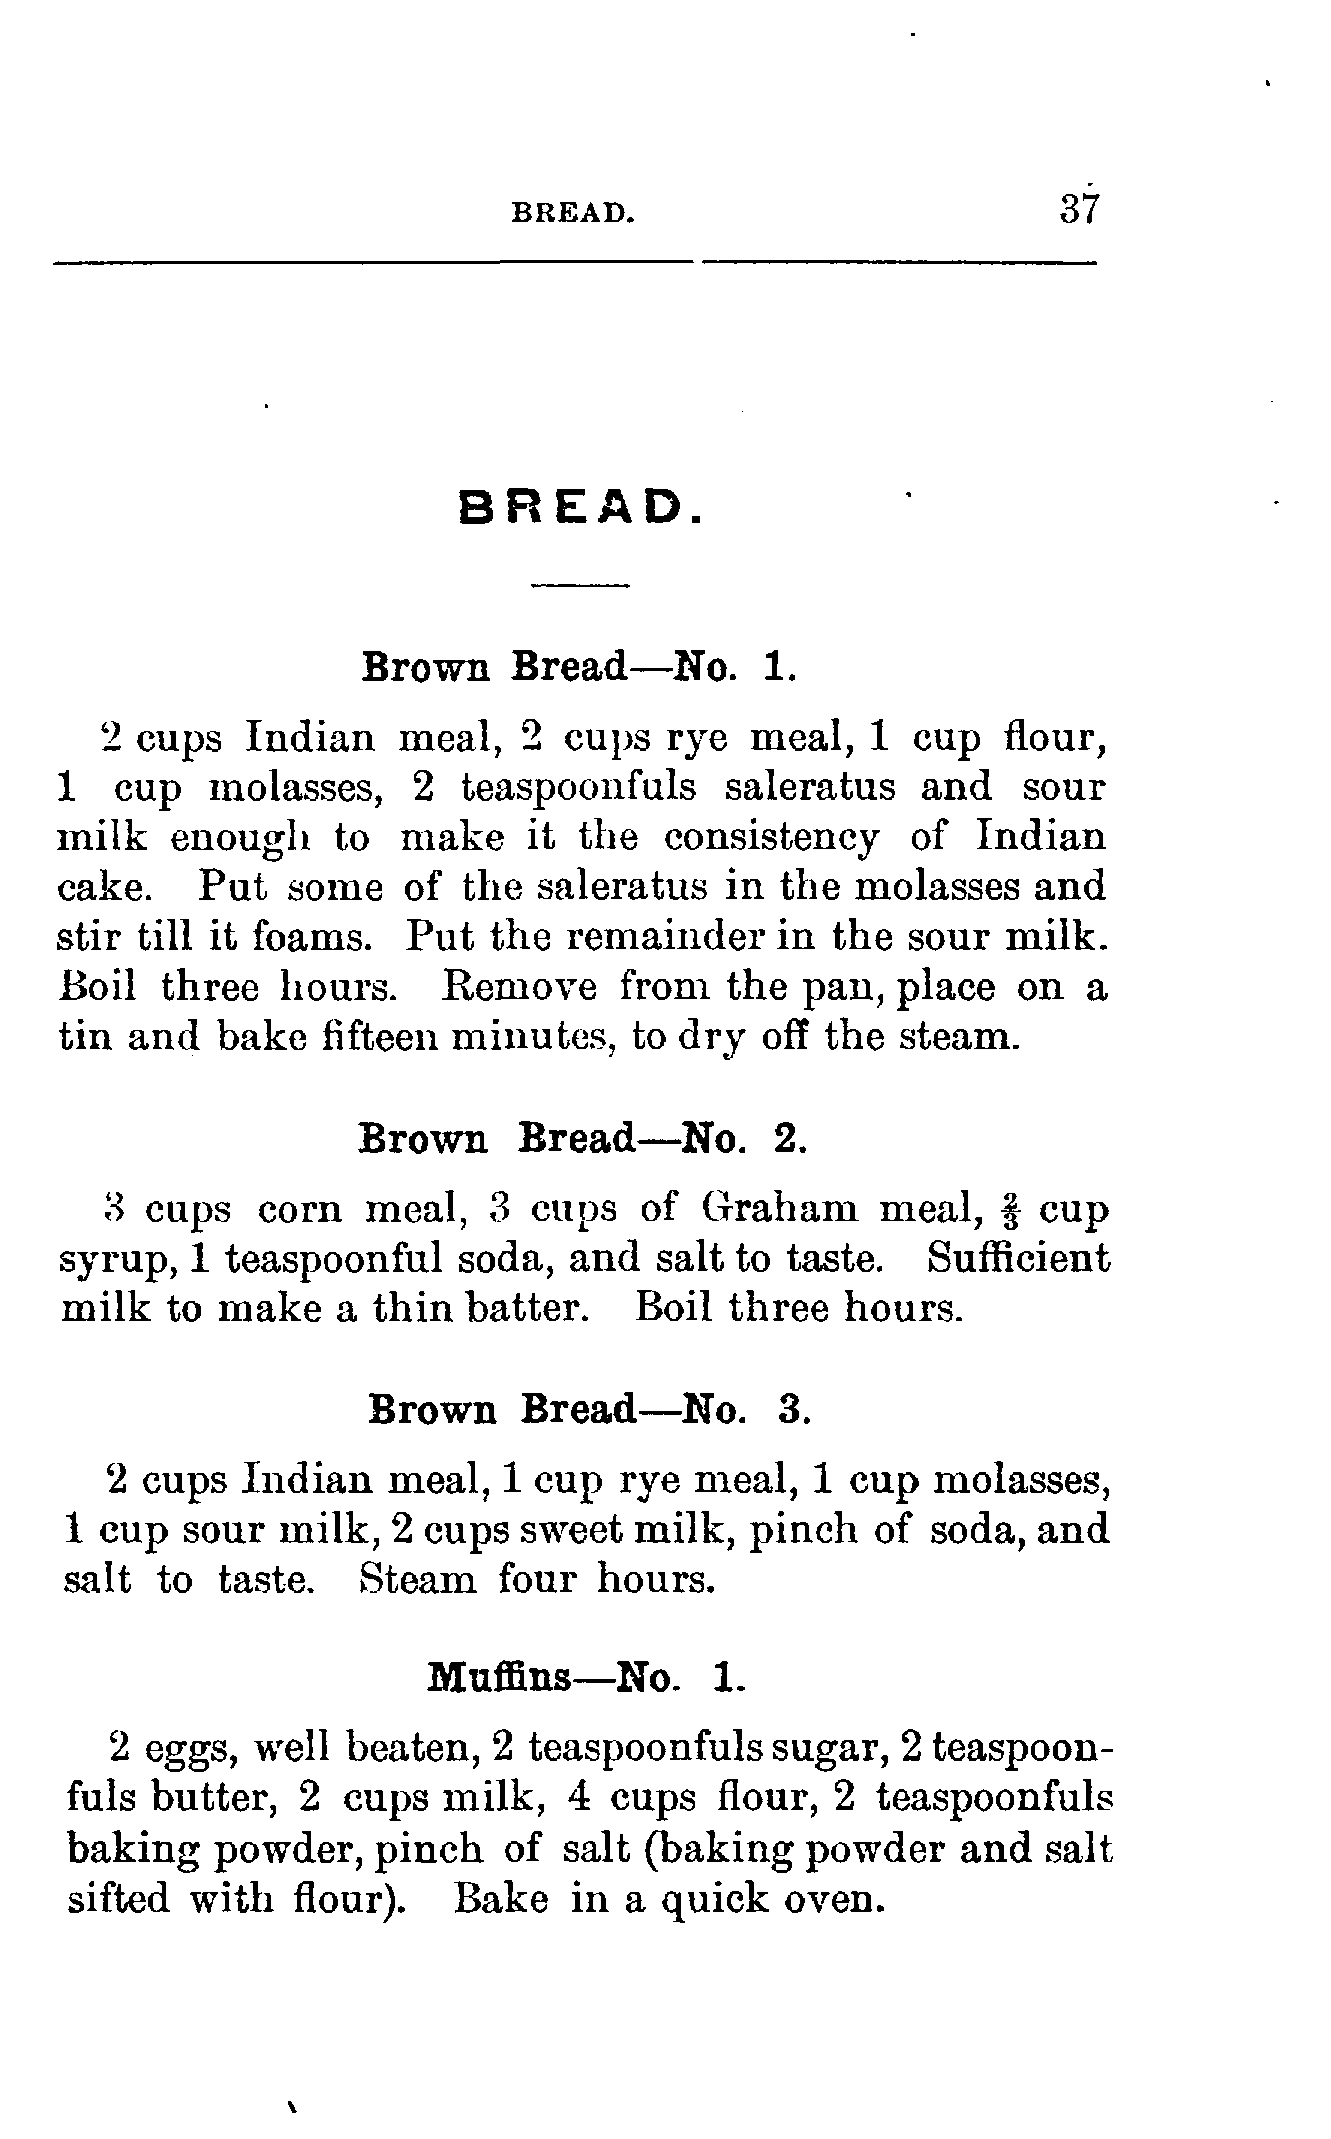 BREAD. 37
BREAD.
Brown Bread—No. 1.
2 cups Indian meal, 2 cups rye meal, 1 cup flour,
1 cup molasses, 2 teaspoonfuls saleratus and sour
milk enough to make it the consistency of Indian
cake. Put some of the saleratus in the molasses and
stir till it foams. Put the remainder in the sour milk.
Boil three hours. Remove from the pan, place on a
tin and bake fifteen minutes, to dry off the steam.
Brown Bread—No. 2.
3 cups corn meal, 3 cups of Graham meal, ⅔ cup
syrup, 1 teaspoonful soda, and salt to taste. Sufficient
milk to make a thin batter. Boil three hours.
Brown Bread—No. 3.
2 cups Indian meal, 1 cup rye meal, 1 cup molasses,
1 cup sour milk, 2 cups sweet milk, pinch of soda, and
salt to taste. Steam four hours.
Muffins—No. 1.
2 eggs, well beaten, 2 teaspoonfuls sugar, 2 teaspoon-
fuls butter, 2 cups milk, 4 cups flour, 2 teaspoonfuls
baking powder, pinch of salt (baking powder and salt
sifted with flour). Bake in a quick oven.